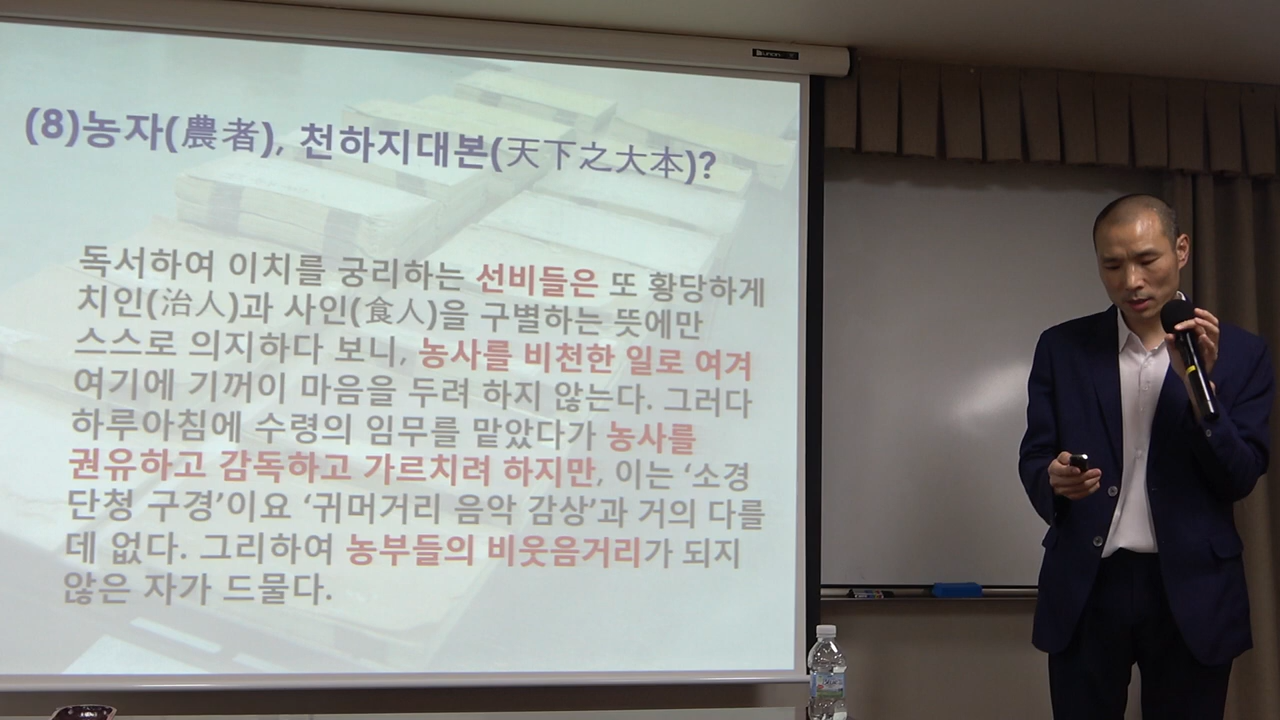 (8)농자(農者), 천하지대본(天下之大本)?
독서하여 이치를 궁리하는 선비들은 또 황당하게
치인(治人)과 사인(食人)을 구별하는 뜻에만
스스로 의지하다 보니, 농사를 비천한 일로 여겨
여기에 기꺼이 마음을 두려 하지 않는다. 그러다
하루아침에 수령의 임무를 맡았다가 농사를
권유하고 감독하고 가르치려 하지만, 이는 ‘소경
단청 구경’이요 ‘귀머거리 음악 감상’과 거의 다를
데 없다. 그리하여 농부들의 비웃음거리가 되지
않은 자가 드물다.